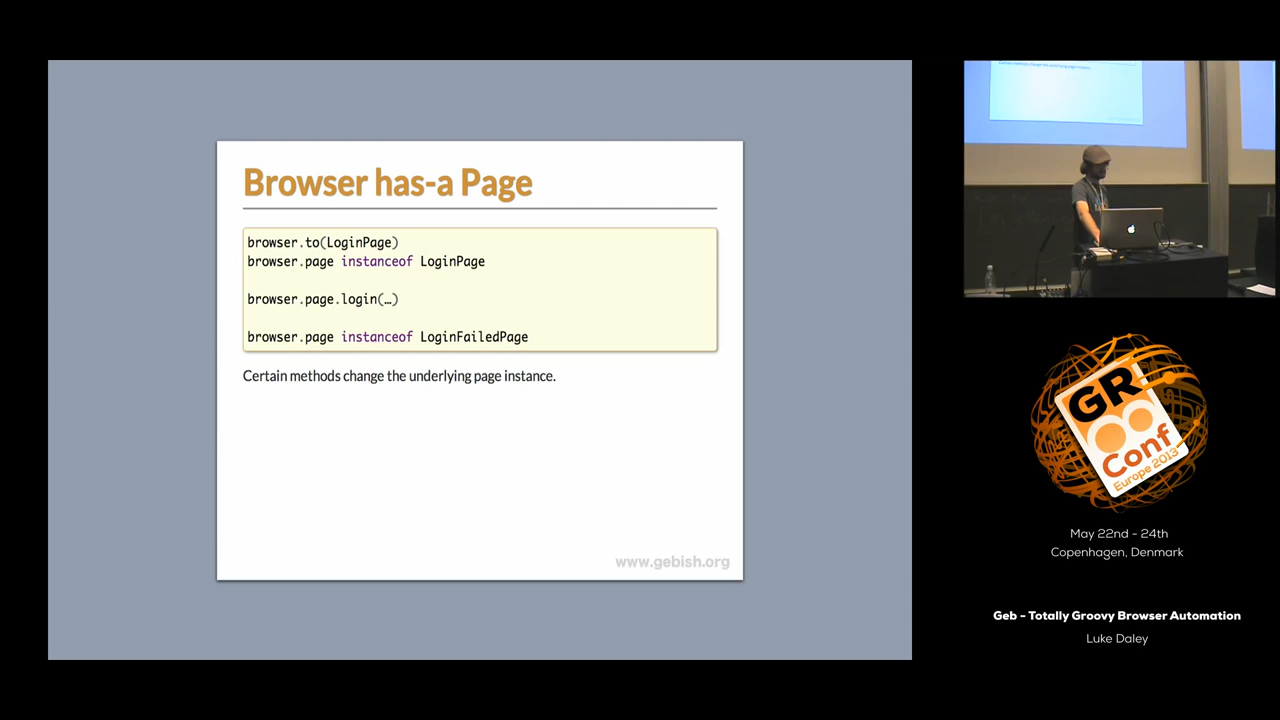 Browser has-a Page
browser.to(LoginPage)
browser.page instanceof LoginPage
browser.page.login(…)
browser.page instanceof LoginFailedPage
Certain methods change the underlying page instance.
www.gebish.org
GR8
Conf
Europe 2013
May 22nd - 24th
Copenhagen, Denmark
Geb - Totally Groovy Browser Automation
Luke Daley